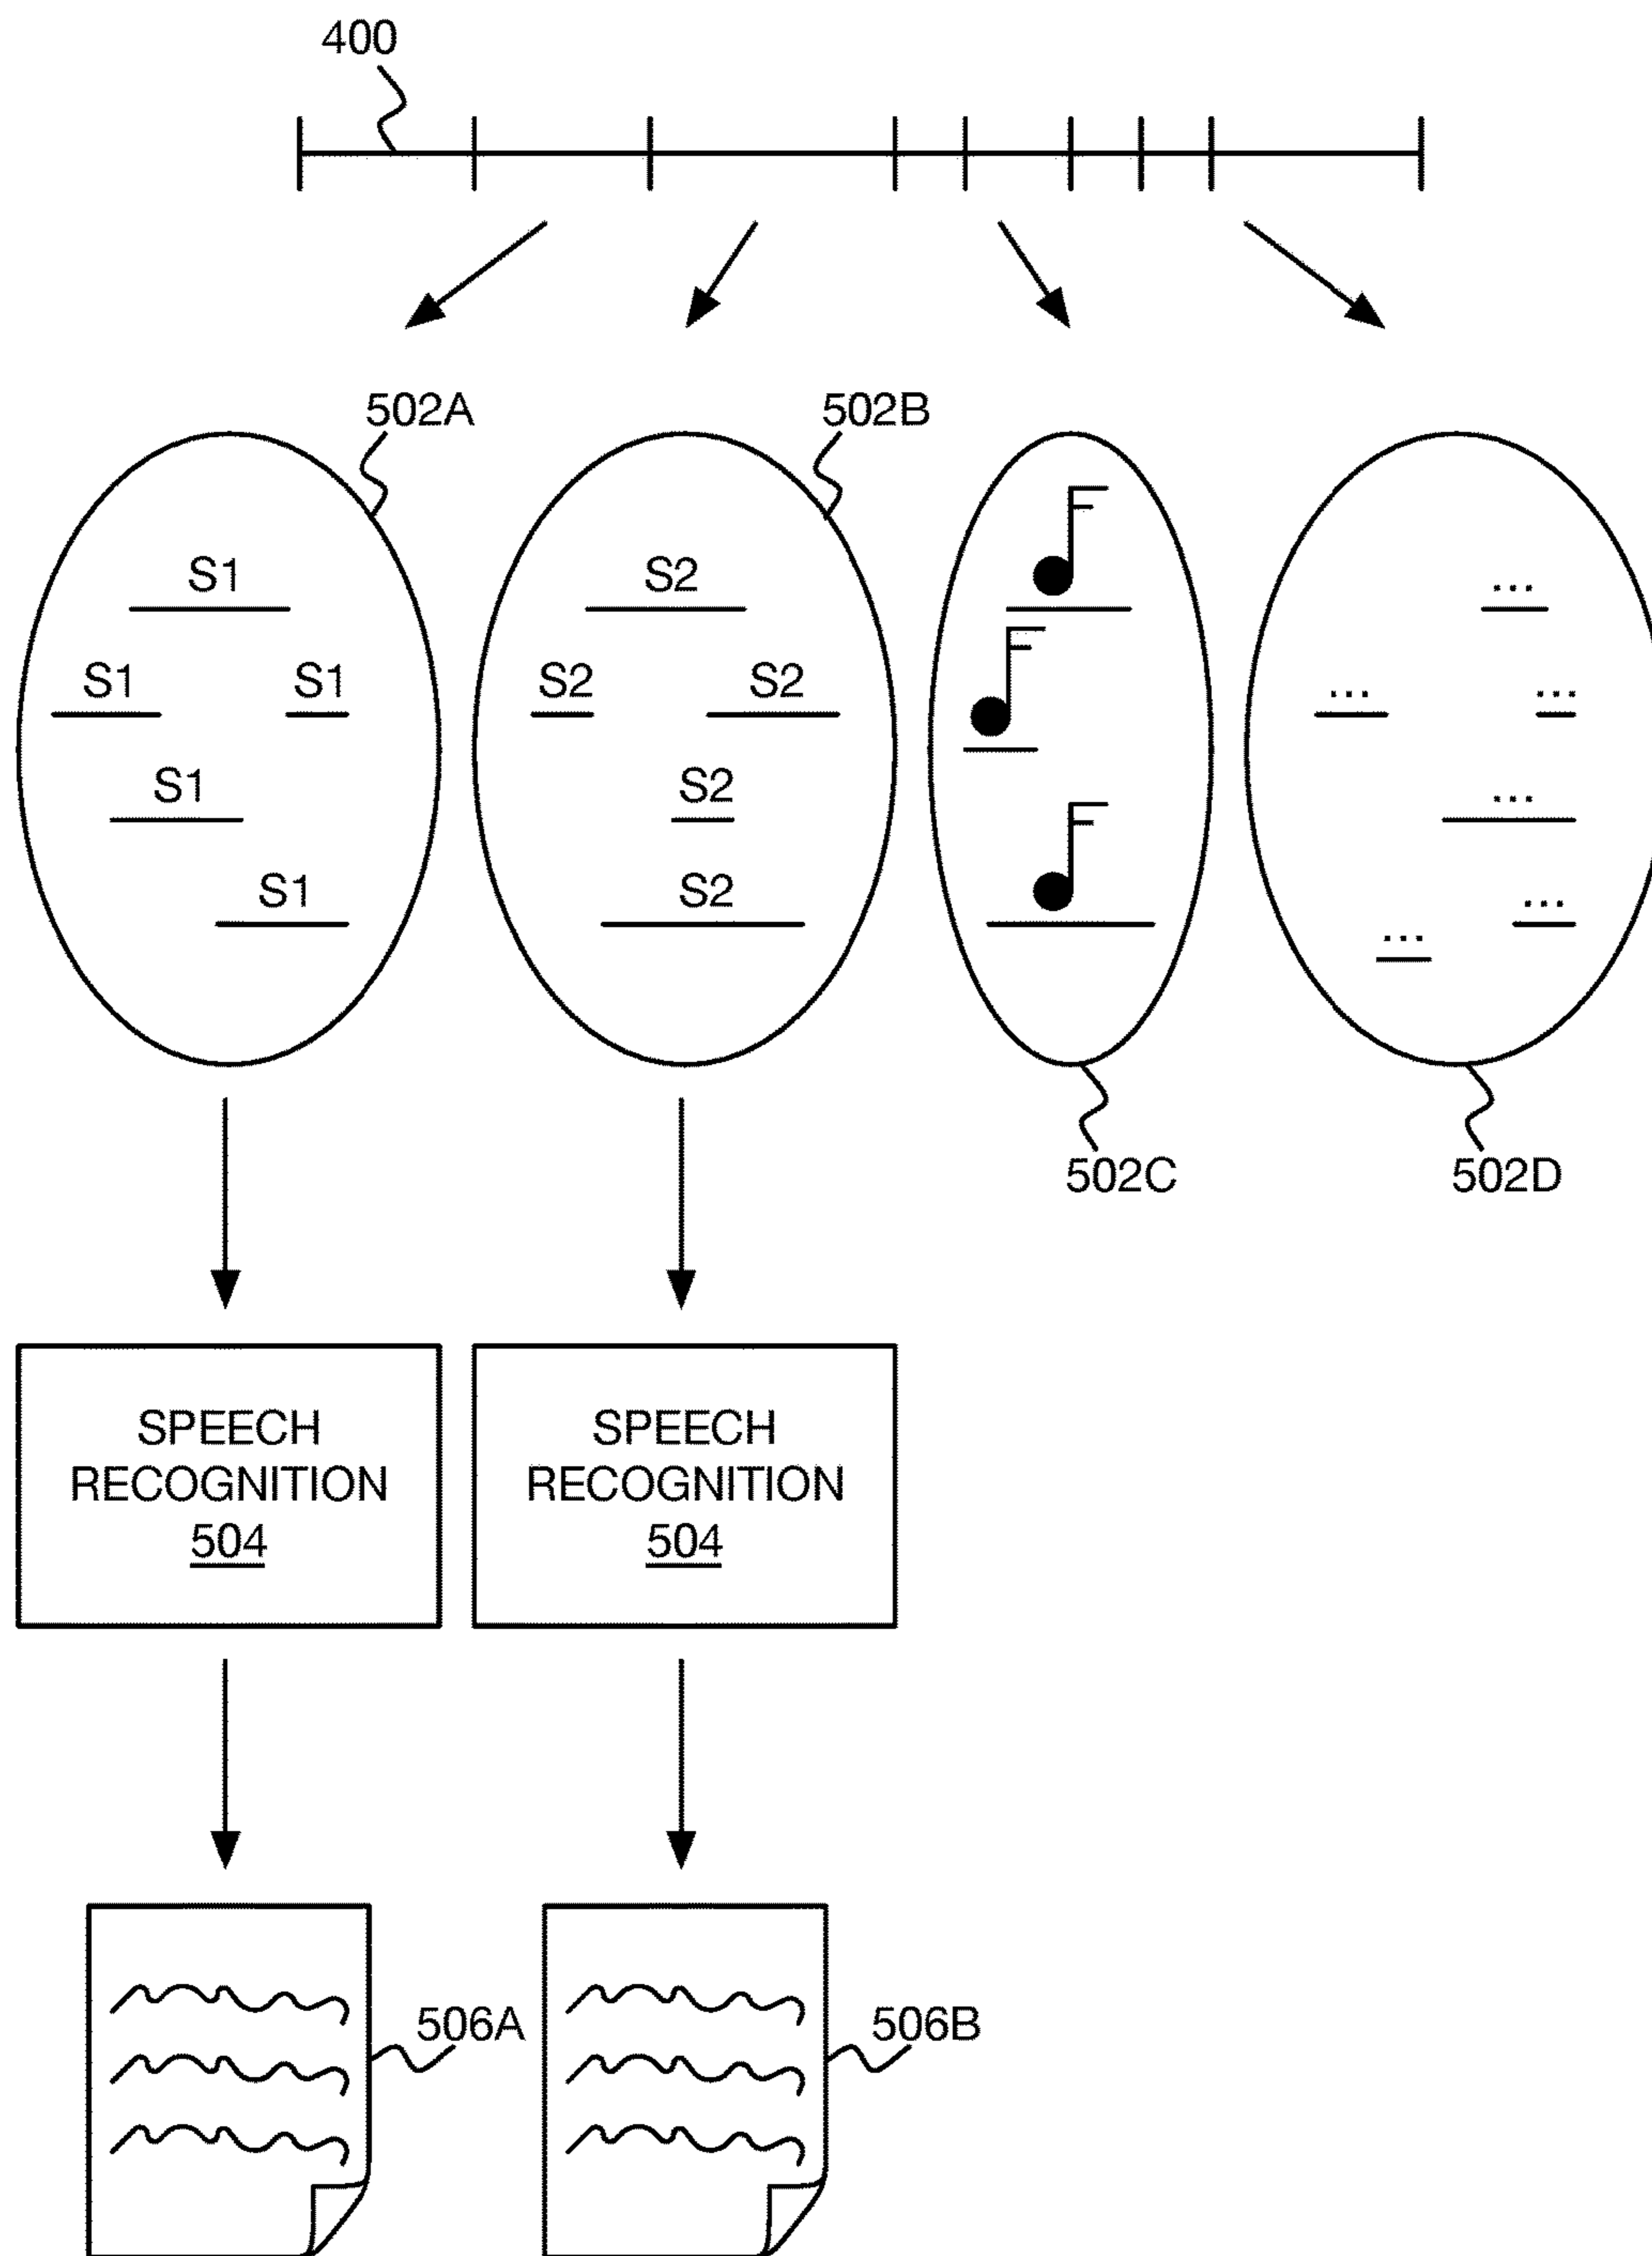 400
502A
502B
S1
S2
...
S1
S1
S2
S2
...
...
S1
S2
...
S1
S2
...
...
502C
502D
SPEECH
RECOGNITION
504
SPEECH
RECOGNITION
504
506A
506B